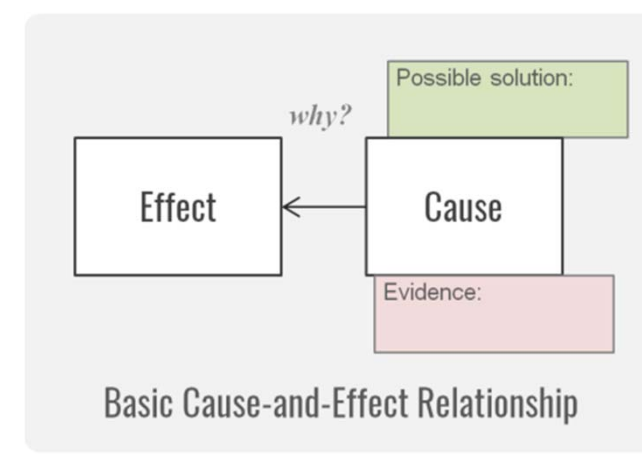 Possible solution:
why?
Effect
Cause
Evidence:
Basic Cause-and-Effect Relationship